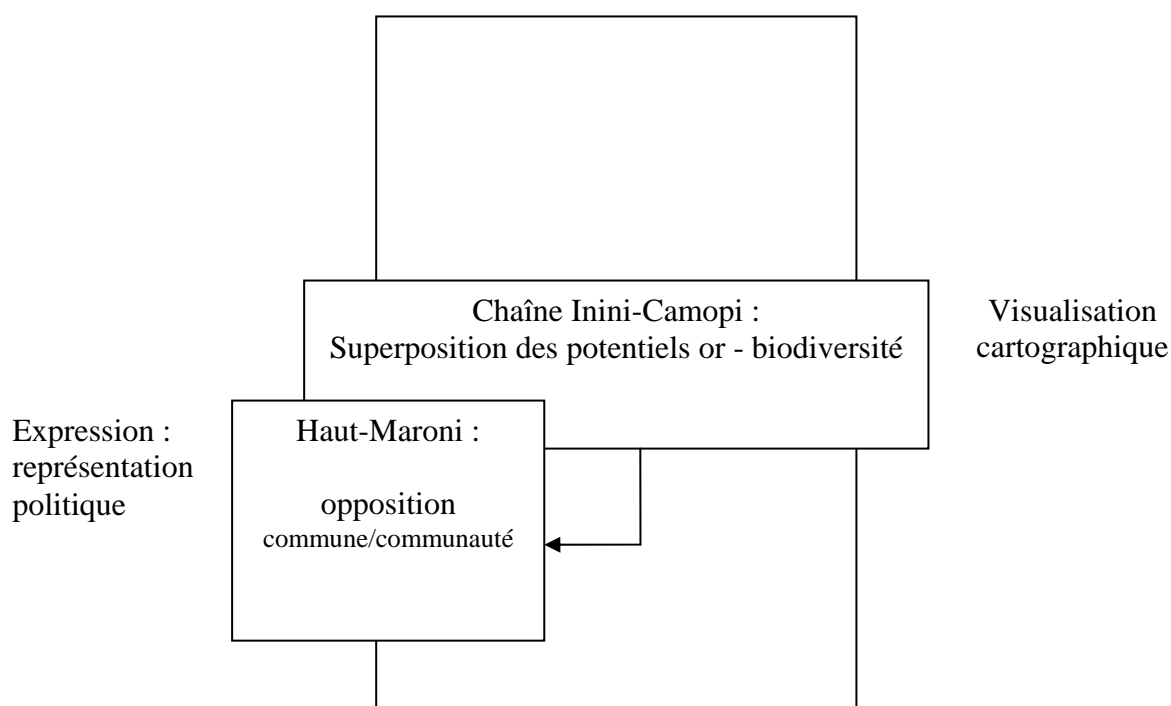 Chaîne Inini-Camopi :
Superposition des potentiels or - biodiversité
Visualisation
cartographique
Expression :
représentation
politique
Haut-Maroni :
opposition
commune/communauté